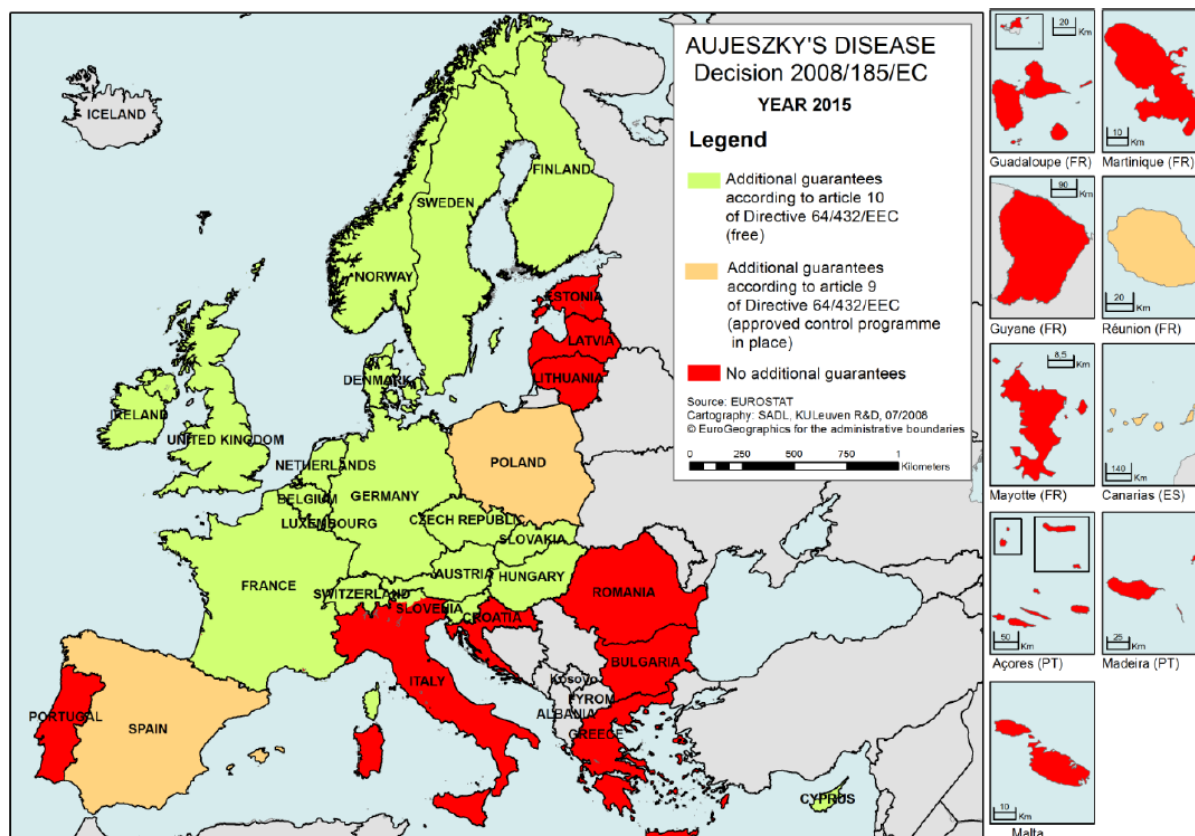 AUJESZKY'S DISEASE
Decision 2008/185/EC
YEAR 2015
Legend
Additional guarantees
according to article 10
of Directive 64/432/EEC
(free)
Additional guarantees
according to article 9
of Directive 64/432/EEC
(approved control programme
in place)
No additional guarantees
Source: EUROSTAT
Cartography: SADL, KULeuven R&D, 07/2008
© EuroGeographics for the administrative boundaries
0 250 500 750 1
Kilometers
ICELAND
FINLAND
SWEDEN
NORWAY
ESTONIA
LATVIA
LITHUANIA
DENMARK
IRELAND
UNITED KINGDOM
NETHERLANDS
POLAND
BELGIUM
GERMANY
LUXEMBOURG
CZECH REPUBLI
SLOVAKIA
AUSTRIA
HUNGARY
FRANCE
SWITZERLAND
SLOVENIA
CROATIA
ROMANIA
BULGARIA
ITALY
Kosovo
FYROM
ALBANIA
GREECE
PORTUGAL
SPAIN
CYPRUS
20
Km
Guadaloupe (FR)
10
Km
Martinique (FR)
90
Km
Guyane (FR)
20
Km
Réunion (FR)
8,5
Km
Mayotte (FR)
140
Km
Canarias (ES)
50
Km
Açores (PT)
25
Km
Madeira (PT)
10
Km
Malta